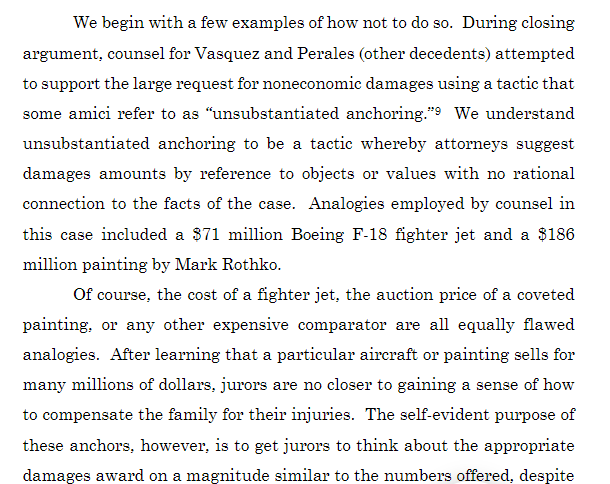 We begin with a few examples of how not to do so. During closing
argument, counsel for Vasquez and Perales (other decedents) attempted
to support the large request for noneconomic damages using a tactic that
some amici refer to as “unsubstantiated anchoring.”⁹ We understand
unsubstantiated anchoring to be a tactic whereby attorneys suggest
damages amounts by reference to objects or values with no rational
connection to the facts of the case. Analogies employed by counsel in
this case included a $71 million Boeing F-18 fighter jet and a $186
million painting by Mark Rothko.
Of course, the cost of a fighter jet, the auction price of a coveted
painting, or any other expensive comparator are all equally flawed
analogies. After learning that a particular aircraft or painting sells for
many millions of dollars, jurors are no closer to gaining a sense of how
to compensate the family for their injuries. The self-evident purpose of
these anchors, however, is to get jurors to think about the appropriate
damages award on a magnitude similar to the numbers offered, despite